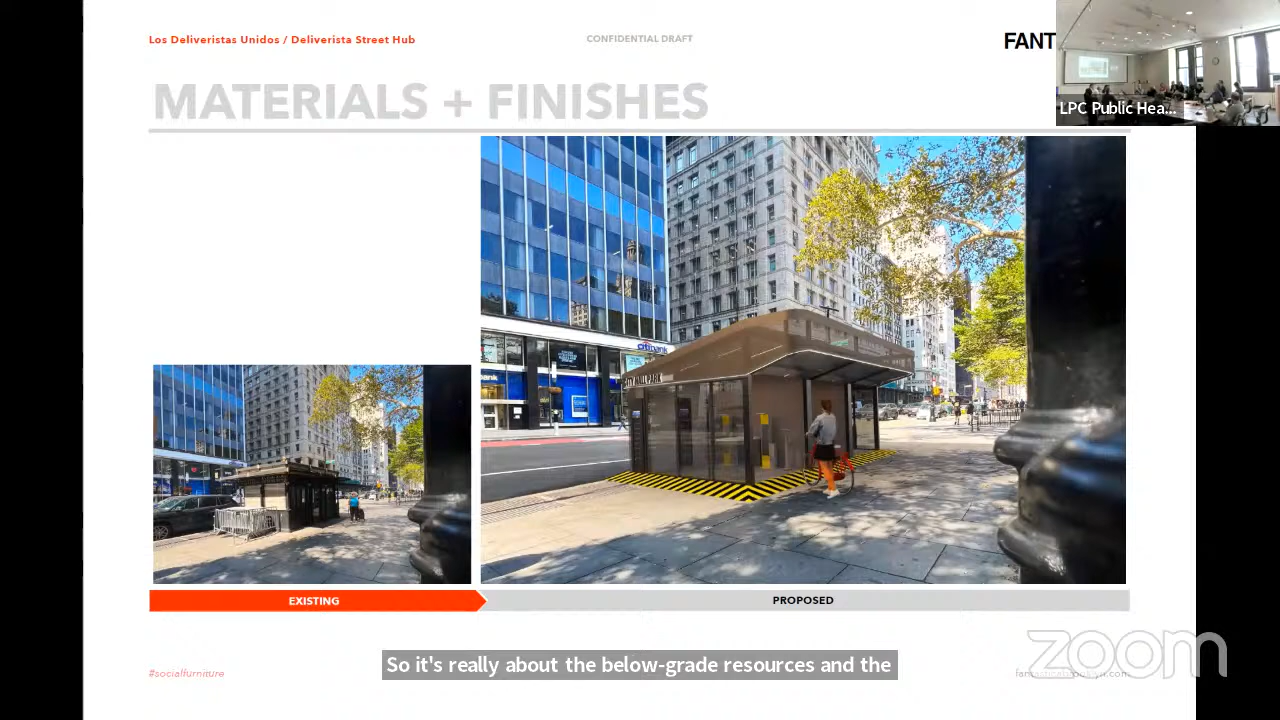 Los Deliveristas Unidos / Deliverista Street Hub
CONFIDENTIAL DRAFT
FANT
LPC Public Hea...
MATERIALS + FINISHES
citibank
CITY HALL PARK
EXISTING
PROPOSED
So it's really about the below-grade resources and the
#socialfurniture
zoom